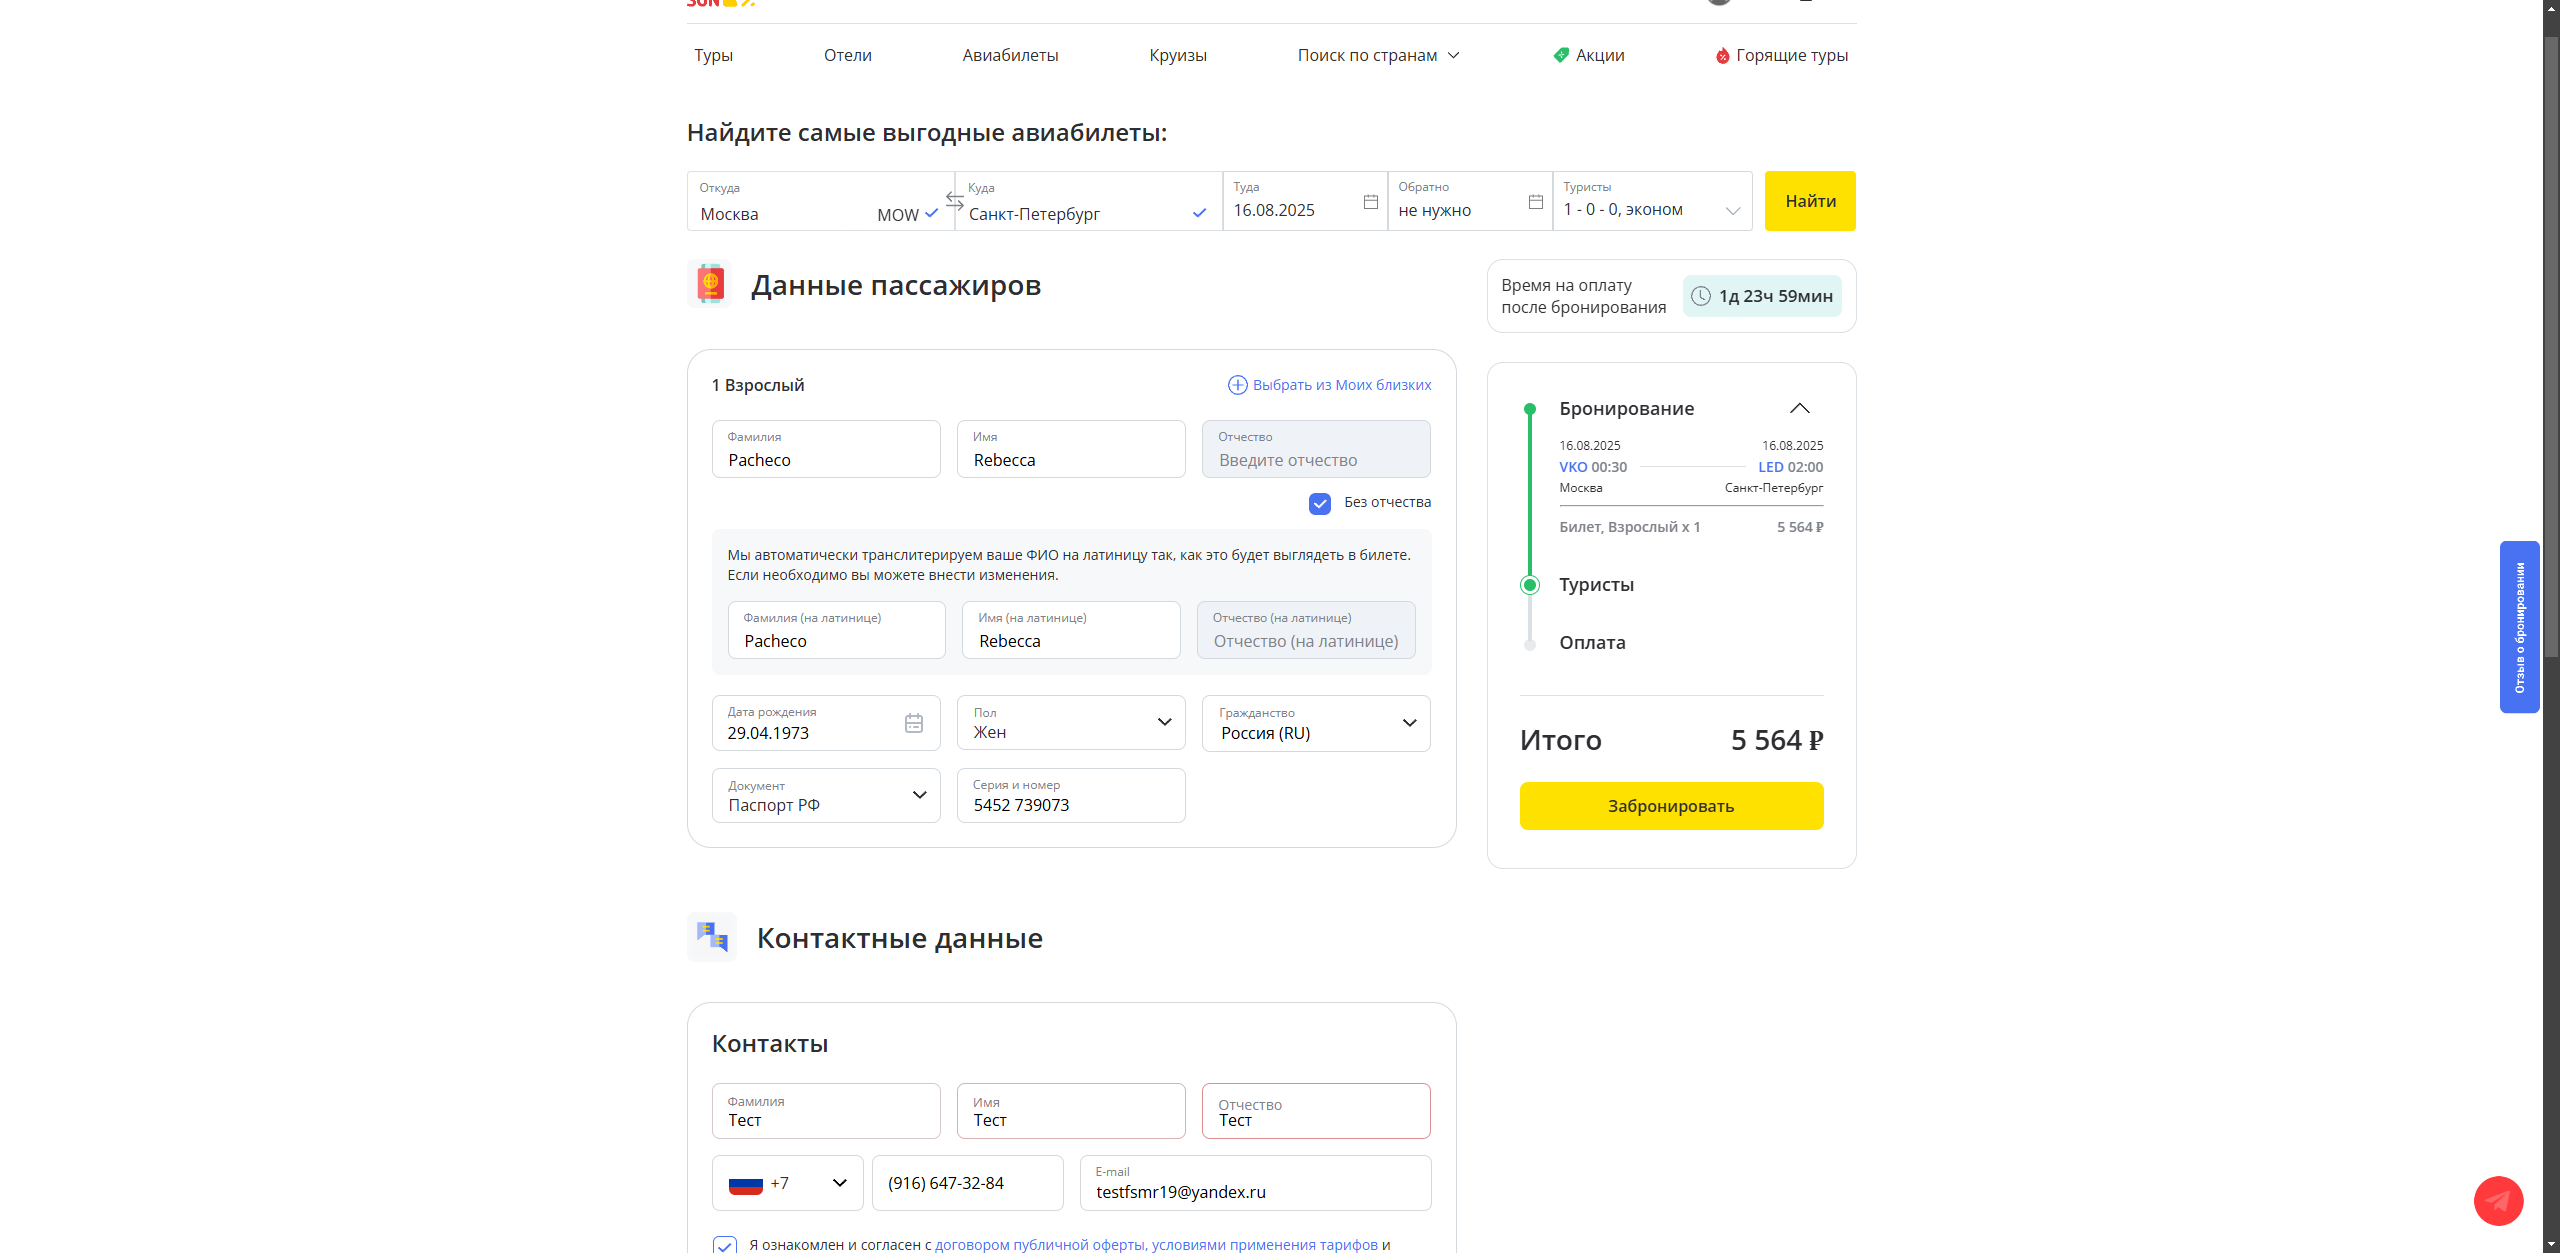 Туры Отели Авиабилеты Круизы Поиск по странам Акции Горящие туры
Найдите самые выгодные авиабилеты:
Откуда Куда Туда Обратно Туристы
Москва MOW Санкт-Петербург 16.08.2025 не нужно 1 - 0 - 0, эконом Найти
Данные пассажиров
Время на оплату
после бронирования
1д 23ч 59мин
1 Взрослый Выбрать из Моих близких
Фамилия Имя Отчество
Pacheco Rebecca Введите отчество
Без отчества
Мы автоматически транслитерируем ваше ФИО на латиницу так, как это будет выглядеть в билете.
Если необходимо вы можете внести изменения.
Фамилия (на латинице) Имя (на латинице) Отчество (на латинице)
Pacheco Rebecca Отчество (на латинице)
Дата рождения Пол Гражданство
29.04.1973 Жен Россия (RU)
Документ Серия и номер
Паспорт РФ 5452 739073
Бронирование
16.08.2025 16.08.2025
VKO 00:30 LED 02:00
Москва Санкт-Петербург
Билет, Взрослый x 1 5 564 ₽
Туристы
Оплата
Итого 5 564 ₽
Забронировать
Отзыв о бронировании
Контактные данные
Контакты
Фамилия Имя Отчество
Тест Тест Тест
+7 (916) 647-32-84
E-mail
testfsmr19@yandex.ru
Я ознакомлен и согласен с договором публичной оферты, условиями применения тарифов и